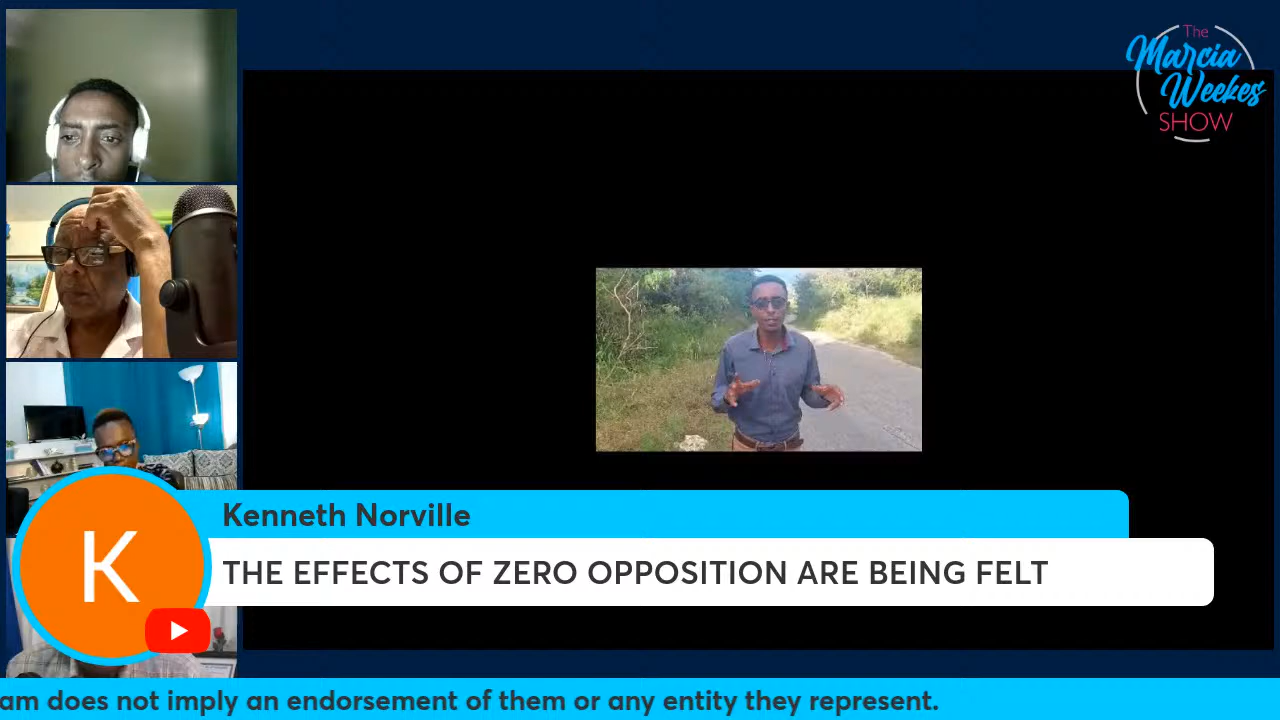 The
Marcia
Weekes
SHOW
K
Kenneth Norville
THE EFFECTS OF ZERO OPPOSITION ARE BEING FELT
am does not imply an endorsement of them or any entity they represent.